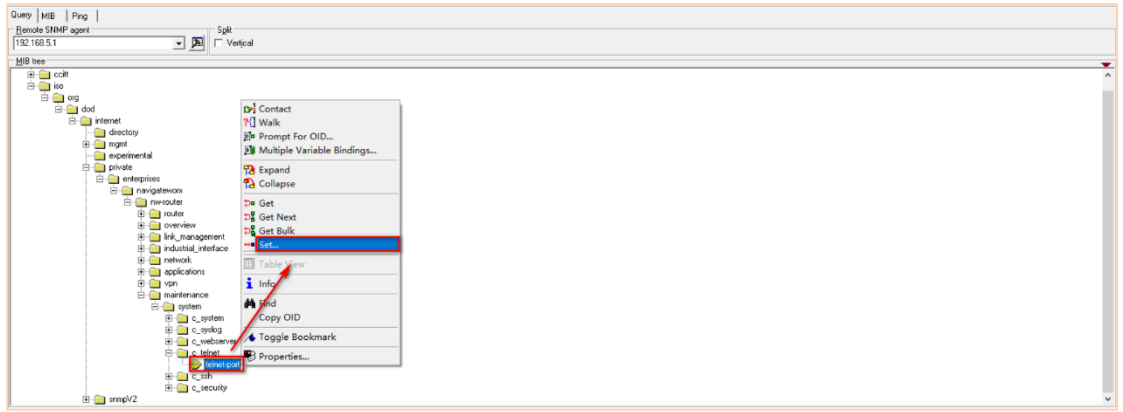 Query MIB Ping
Remote SNMP agent
Split
192.168.5.1
Vertical
MIB tree
ccitt
iso
org
dod
internet
directory
mgmt
experimental
private
enterprises
navigateworx
nw-router
router
overview
link_management
industrial_interface
network
applications
vpn
maintenance
system
c_system
c_syslog
c_webserver
c_telnet
telnet-port
c_ssh
c_security
snmpV2
Contact
Walk
Prompt For OID...
Multiple Variable Bindings...
Expand
Collapse
Get
Get Next
Get Bulk
Set...
Table View
Info
Find
Copy OID
Toggle Bookmark
Properties...